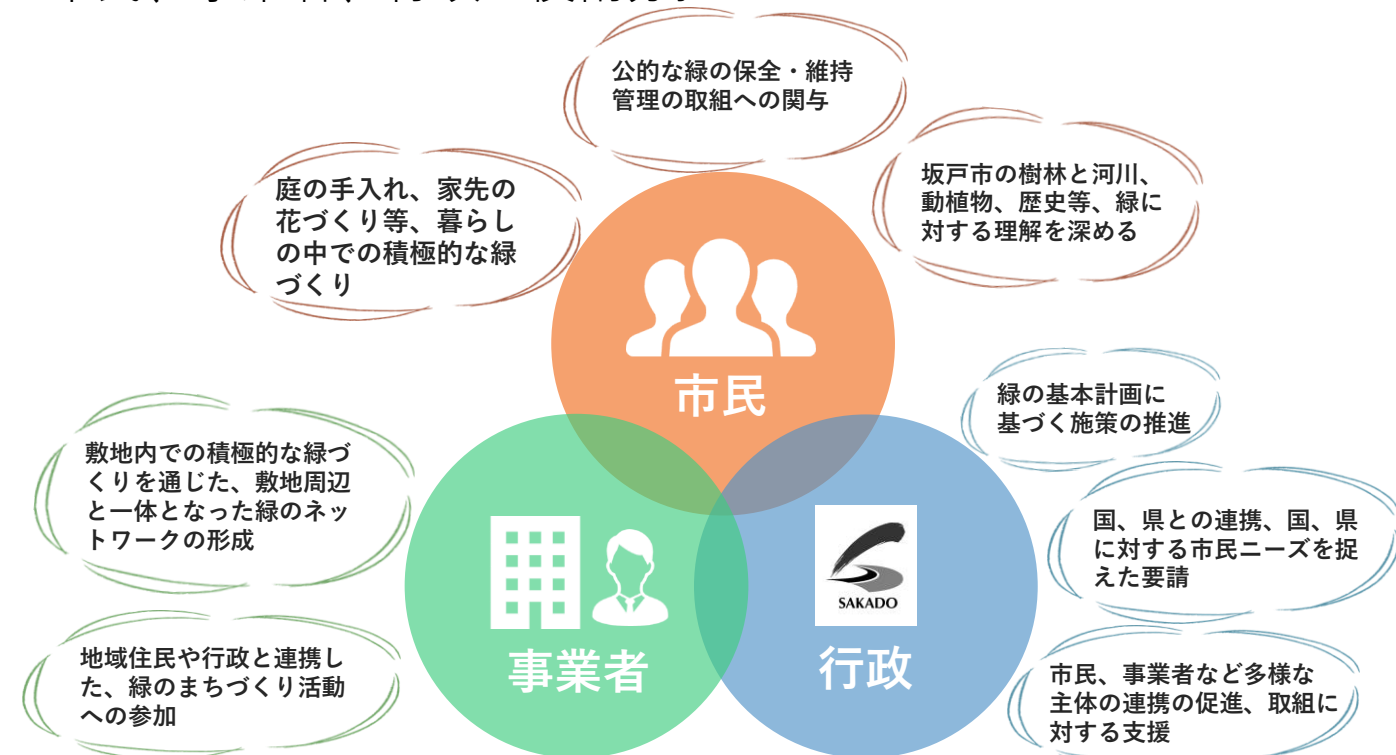 公的な緑の保全・維持
管理の取組への関与
坂戸市の樹林と河川、
動植物、歴史等、緑に
対する理解を深める
庭の手入れ、家先の
花づくり等、暮らし
の中での積極的な緑
づくり
市民
緑の基本計画に
基づく施策の推進
敷地内での積極的な緑づ
くりを通じた、敷地周辺
と一体となった緑のネッ
トワークの形成
国、県との連携、国、県
に対する市民ニーズを捉
えた要請
SAKADO
事業者
行政
地域住民や行政と連携し
た、緑のまちづくり活動
への参加
市民、事業者など多様な
主体の連携の促進、取組に
対する支援